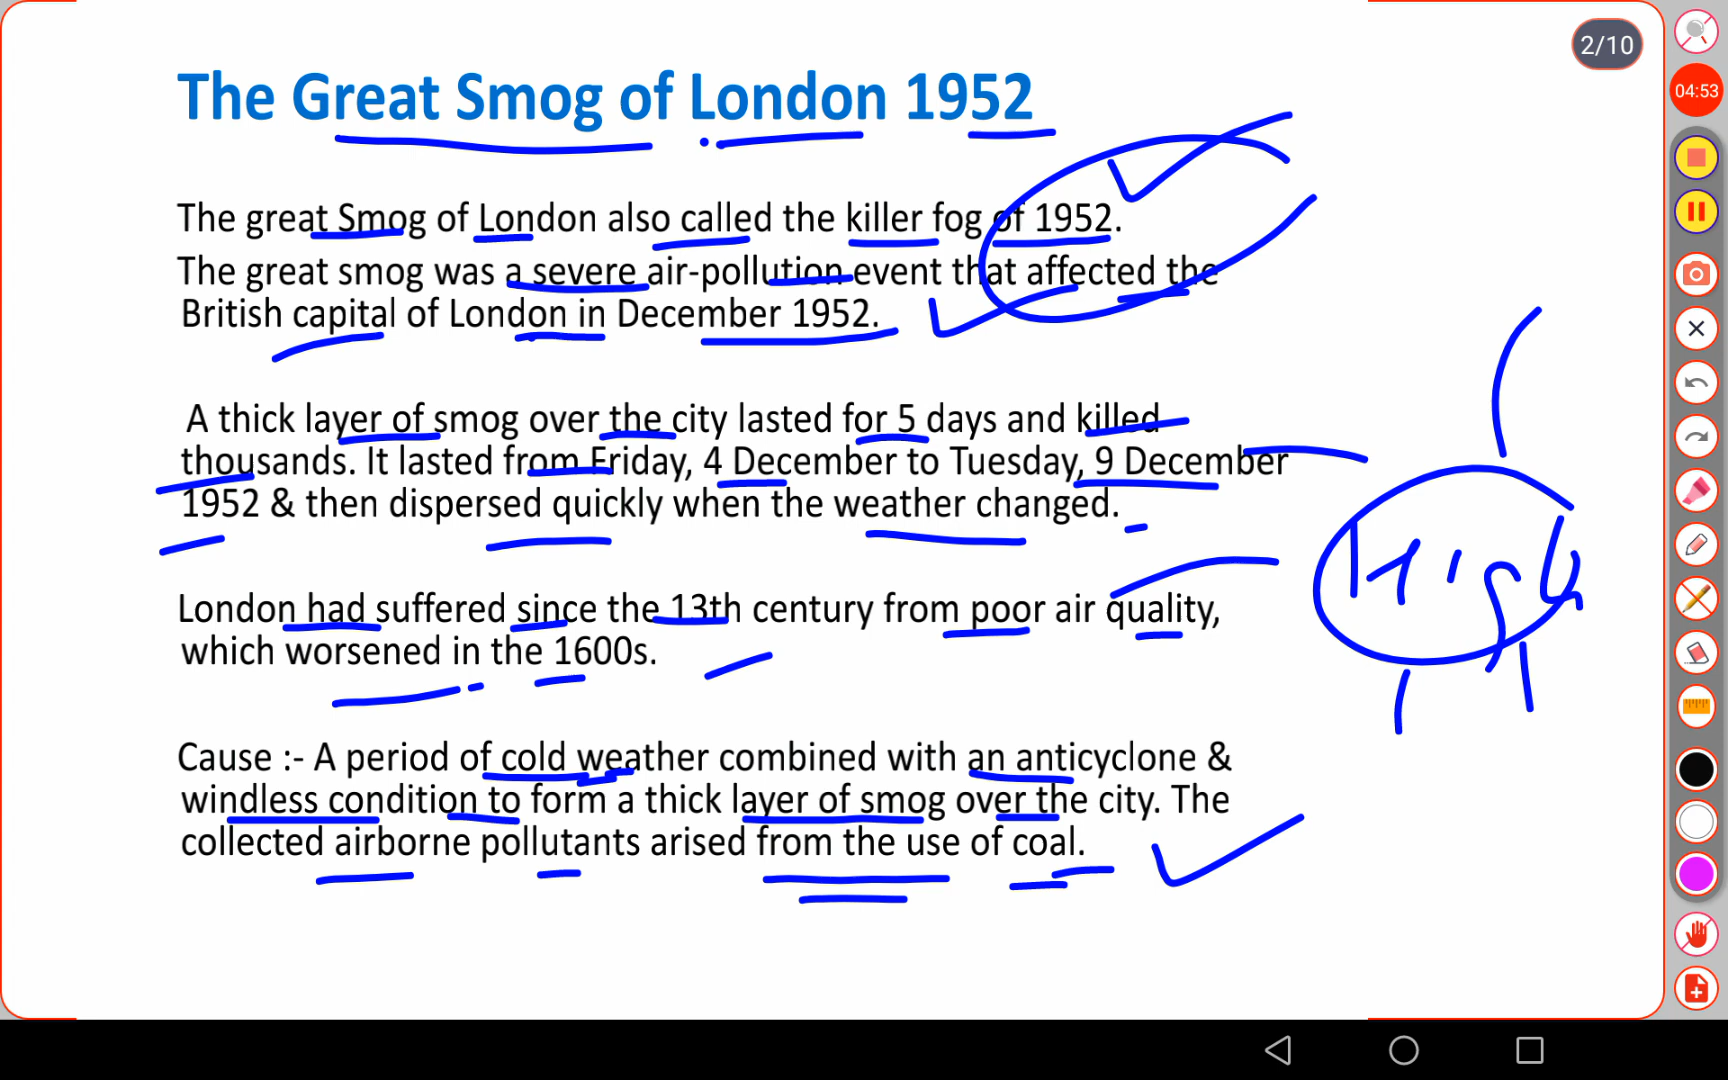 2/10
04:53
The Great Smog of London 1952
The great Smog of London also called the killer fog of 1952.
The great smog was a severe air-pollution event that affected the
British capital of London in December 1952.
A thick layer of smog over the city lasted for 5 days and killed
thousands. It lasted from Friday, 4 December to Tuesday, 9 December
1952 & then dispersed quickly when the weather changed.
high
London had suffered since the 13th century from poor air quality,
which worsened in the 1600s.
Cause :- A period of cold weather combined with an anticyclone &
windless condition to form a thick layer of smog over the city. The
collected airborne pollutants arised from the use of coal.